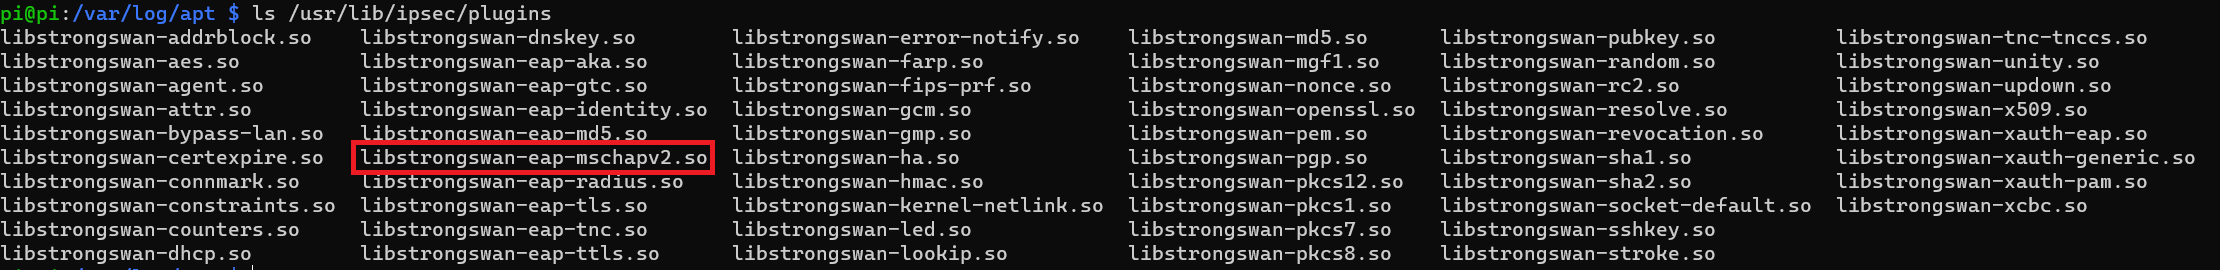 pi@pi:/var/log/apt $ ls /usr/lib/ipsec/plugins
libstrongswan-addrblock.so libstrongswan-dnskey.so libstrongswan-error-notify.so libstrongswan-md5.so libstrongswan-pubkey.so libstrongswan-tnc-tnccs.so
libstrongswan-aes.so libstrongswan-eap-aka.so libstrongswan-farp.so libstrongswan-mgf1.so libstrongswan-random.so libstrongswan-unity.so
libstrongswan-agent.so libstrongswan-eap-gtc.so libstrongswan-fips-prf.so libstrongswan-nonce.so libstrongswan-rc2.so libstrongswan-updown.so
libstrongswan-attr.so libstrongswan-eap-identity.so libstrongswan-gcm.so libstrongswan-openssl.so libstrongswan-resolve.so libstrongswan-x509.so
libstrongswan-bypass-lan.so libstrongswan-eap-md5.so libstrongswan-gmp.so libstrongswan-pem.so libstrongswan-revocation.so libstrongswan-xauth-eap.so
libstrongswan-certexpire.so libstrongswan-eap-mschapv2.so libstrongswan-ha.so libstrongswan-pgp.so libstrongswan-sha1.so libstrongswan-xauth-generic.so
libstrongswan-connmark.so libstrongswan-eap-radius.so libstrongswan-hmac.so libstrongswan-pkcs12.so libstrongswan-sha2.so libstrongswan-xauth-pam.so
libstrongswan-constraints.so libstrongswan-eap-tls.so libstrongswan-kernel-netlink.so libstrongswan-pkcs1.so libstrongswan-socket-default.so libstrongswan-xcbc.so
libstrongswan-counters.so libstrongswan-eap-tnc.so libstrongswan-led.so libstrongswan-pkcs7.so libstrongswan-sshkey.so
libstrongswan-dhcp.so libstrongswan-eap-ttls.so libstrongswan-lookip.so libstrongswan-pkcs8.so libstrongswan-stroke.so